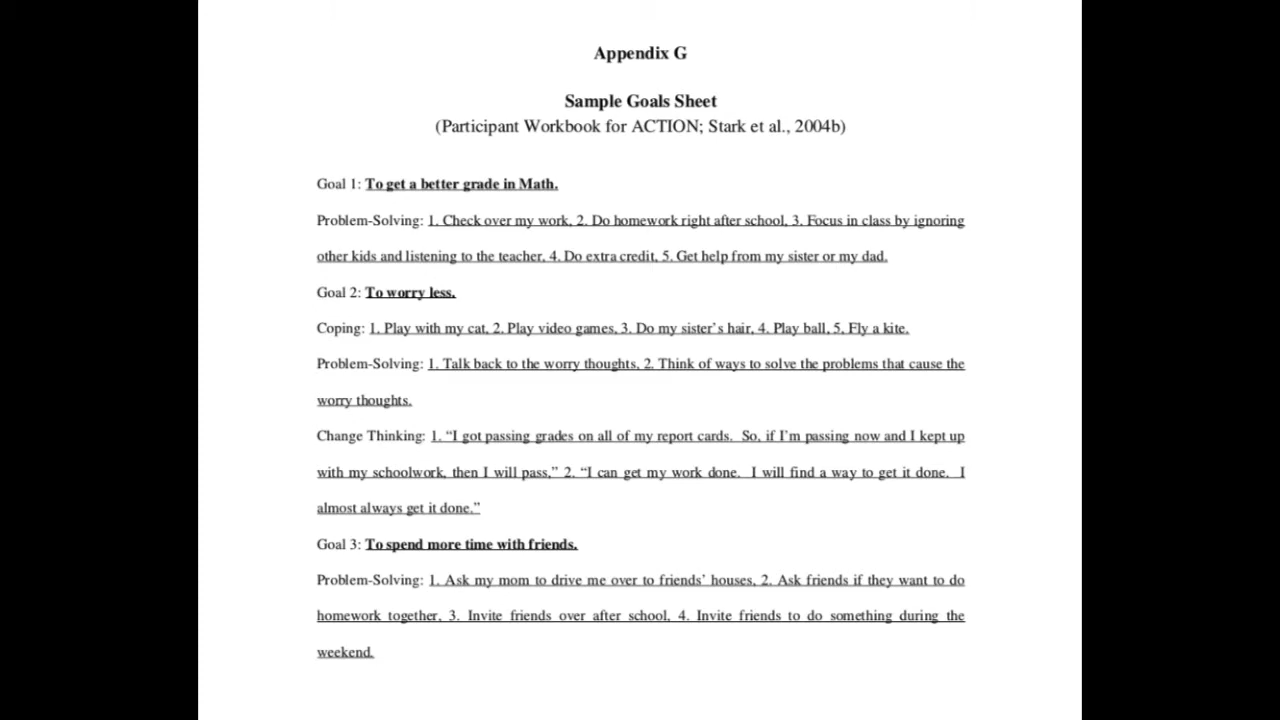 Appendix G
Sample Goals Sheet
(Participant Workbook for ACTION; Stark et al., 2004b)
Goal 1: To get a better grade in Math.
Problem-Solving: 1. Check over my work, 2. Do homework right after school, 3. Focus in class by ignoring
other kids and listening to the teacher, 4. Do extra credit, 5. Get help from my sister or my dad.
Goal 2: To worry less.
Coping: 1. Play with my cat, 2. Play video games, 3. Do my sister's hair, 4. Play ball, 5. Fly a kite.
Problem-Solving: 1. Talk back to the worry thoughts, 2. Think of ways to solve the problems that cause the
worry thoughts.
Change Thinking: 1. “I got passing grades on all of my report cards.  So, if I'm passing now and I kept up
with my schoolwork, then I will pass,” 2. “I can get my work done.  I will find a way to get it done.  I
almost always get it done.”
Goal 3: To spend more time with friends.
Problem-Solving: 1. Ask my mom to drive me over to friends' houses, 2. Ask friends if they want to do
homework together, 3. Invite friends over after school, 4. Invite friends to do something during the
weekend.